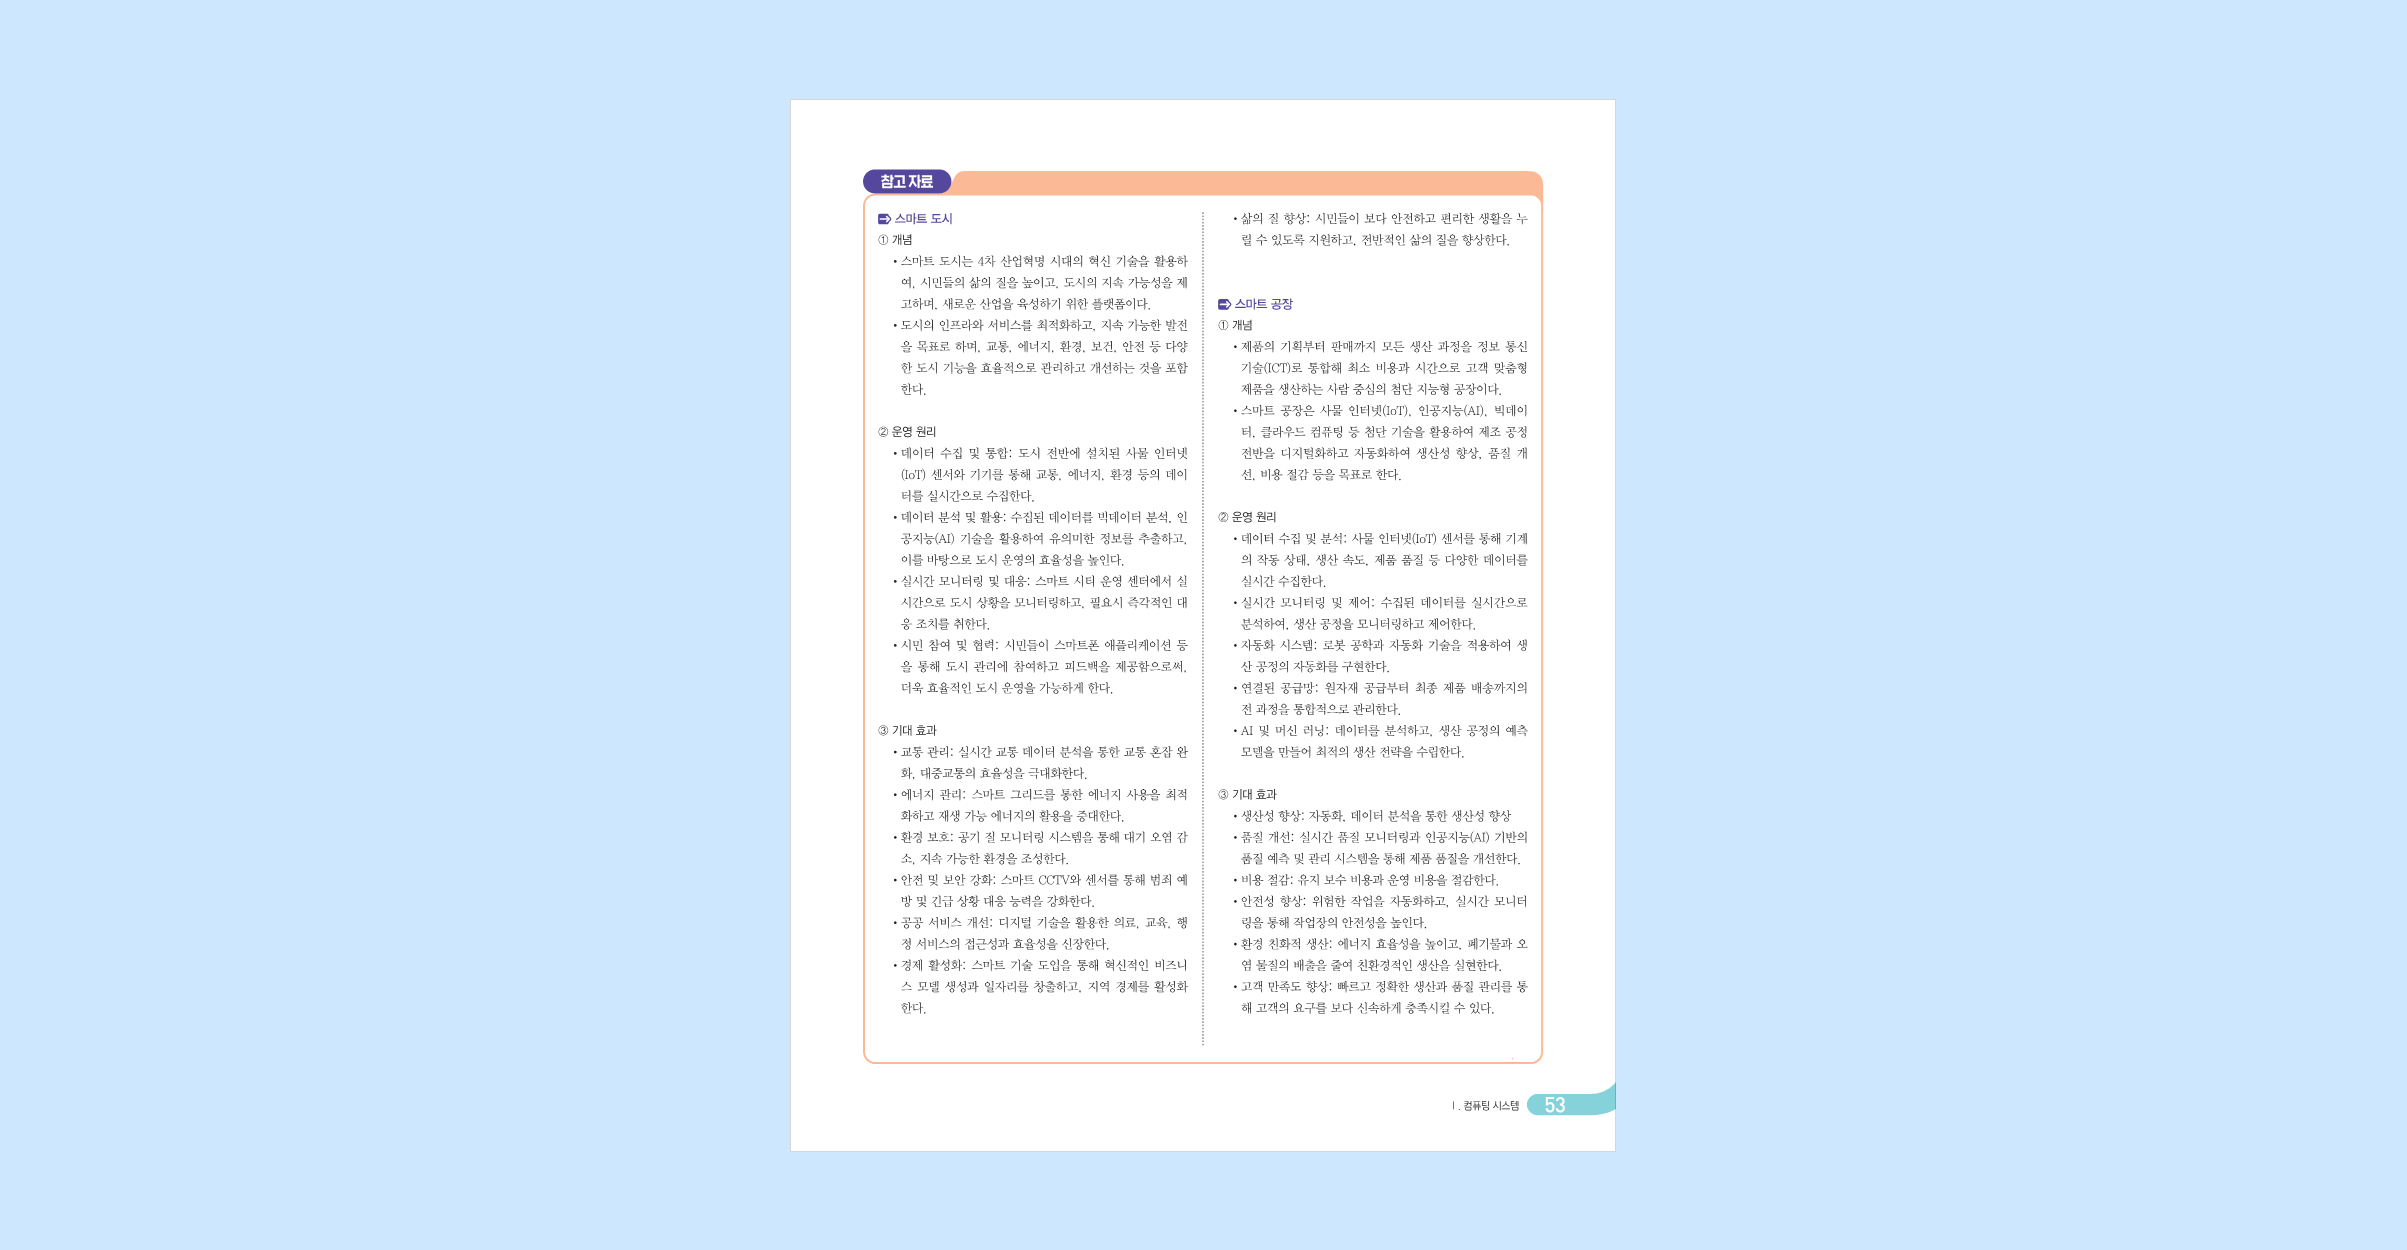 참고 자료
스마트 도시
① 개념
• 스마트 도시는 4차 산업혁명 시대의 혁신 기술을 활용하
여, 시민들의 삶의 질을 높이고, 도시의 지속 가능성을 제
고하며, 새로운 산업을 육성하기 위한 플랫폼이다.
• 도시의 인프라와 서비스를 최적화하고, 지속 가능한 발전
을 목표로 하며, 교통, 에너지, 환경, 보건, 안전 등 다양
한 도시 기능을 효율적으로 관리하고 개선하는 것을 포함
한다.
② 운영 원리
• 데이터 수집 및 통합: 도시 전반에 설치된 사물 인터넷
(IoT) 센서와 기기를 통해 교통, 에너지, 환경 등의 데이
터를 실시간으로 수집한다.
• 데이터 분석 및 활용: 수집된 데이터를 빅데이터 분석, 인
공지능(AI) 기술을 활용하여 유의미한 정보를 추출하고,
이를 바탕으로 도시 운영의 효율성을 높인다.
• 실시간 모니터링 및 대응: 스마트 시티 운영 센터에서 실
시간으로 도시 상황을 모니터링하고, 필요시 즉각적인 대
응 조치를 취한다.
• 시민 참여 및 협력: 시민들이 스마트폰 애플리케이션 등
을 통해 도시 관리에 참여하고 피드백을 제공함으로써,
더욱 효율적인 도시 운영을 가능하게 한다.
③ 기대 효과
• 교통 관리: 실시간 교통 데이터 분석을 통한 교통 혼잡 완
화, 대중교통의 효율성을 극대화한다.
• 에너지 관리: 스마트 그리드를 통한 에너지 사용을 최적
화하고 재생 가능 에너지의 활용을 증대한다.
• 환경 보호: 공기 질 모니터링 시스템을 통해 대기 오염 감
소, 지속 가능한 환경을 조성한다.
• 안전 및 보안 강화: 스마트 CCTV와 센서를 통해 범죄 예
방 및 긴급 상황 대응 능력을 강화한다.
• 공공 서비스 개선: 디지털 기술을 활용한 의료, 교육, 행
정 서비스의 접근성과 효율성을 신장한다.
• 경제 활성화: 스마트 기술 도입을 통해 혁신적인 비즈니
스 모델 생성과 일자리를 창출하고, 지역 경제를 활성화
한다.
• 삶의 질 향상: 시민들이 보다 안전하고 편리한 생활을 누
릴 수 있도록 지원하고, 전반적인 삶의 질을 향상한다.
스마트 공장
① 개념
• 제품의 기획부터 판매까지 모든 생산 과정을 정보 통신
기술(ICT)로 통합해 최소 비용과 시간으로 고객 맞춤형
제품을 생산하는 사람 중심의 첨단 지능형 공장이다.
• 스마트 공장은 사물 인터넷(IoT), 인공지능(AI), 빅데이
터, 클라우드 컴퓨팅 등 첨단 기술을 활용하여 제조 공정
전반을 디지털화하고 자동화하여 생산성 향상, 품질 개
선, 비용 절감 등을 목표로 한다.
② 운영 원리
• 데이터 수집 및 분석: 사물 인터넷(IoT) 센서를 통해 기계
의 작동 상태, 생산 속도, 제품 품질 등 다양한 데이터를
실시간 수집한다.
• 실시간 모니터링 및 제어: 수집된 데이터를 실시간으로
분석하여, 생산 공정을 모니터링하고 제어한다.
• 자동화 시스템: 로봇 공학과 자동화 기술을 적용하여 생
산 공정의 자동화를 구현한다.
• 연결된 공급망: 원자재 공급부터 최종 제품 배송까지의
전 과정을 통합적으로 관리한다.
• AI 및 머신 러닝: 데이터를 분석하고, 생산 공정의 예측
모델을 만들어 최적의 생산 전략을 수립한다.
③ 기대 효과
• 생산성 향상: 자동화, 데이터 분석을 통한 생산성 향상
• 품질 개선: 실시간 품질 모니터링과 인공지능(AI) 기반의
품질 예측 및 관리 시스템을 통해 제품 품질을 개선한다.
• 비용 절감: 유지 보수 비용과 운영 비용을 절감한다.
• 안전성 향상: 위험한 작업을 자동화하고, 실시간 모니터
링을 통해 작업장의 안전성을 높인다.
• 환경 친화적 생산: 에너지 효율성을 높이고, 폐기물과 오
염 물질의 배출을 줄여 친환경적인 생산을 실현한다.
• 고객 만족도 향상: 빠르고 정확한 생산과 품질 관리를 통
해 고객의 요구를 보다 신속하게 충족시킬 수 있다.
Ⅰ. 컴퓨팅 시스템 53